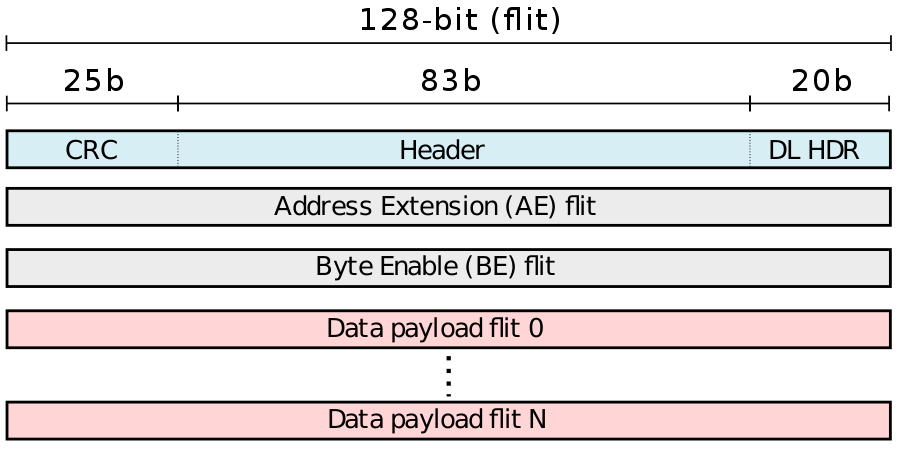 128-bit (flit)
25b 83b 20b
CRC Header DL HDR
Address Extension (AE) flit
Byte Enable (BE) flit
Data payload flit 0
Data payload flit N